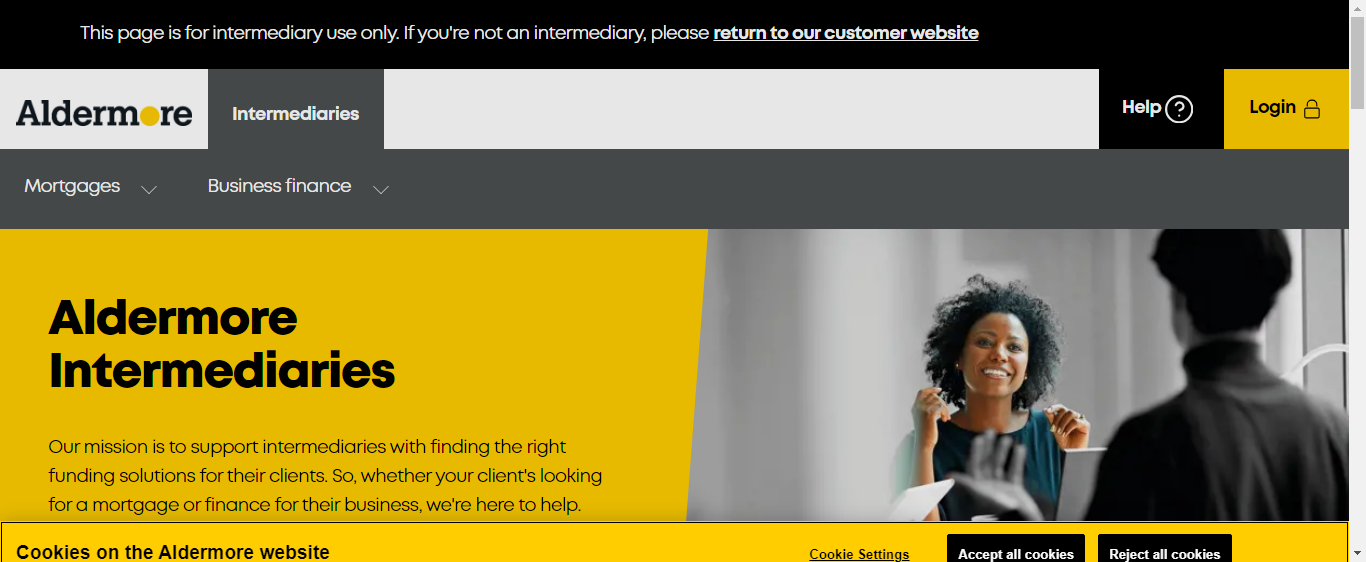 This page is for intermediary use only. If you're not an intermediary, please return to our customer website
Aldermore
Intermediaries
Help
Login
Mortgages
Business finance
Aldermore
Intermediaries
Our mission is to support intermediaries with finding the right
funding solutions for their clients. So, whether your client's looking
for a mortgage or finance for their business, we're here to help.
Cookies on the Aldermore website
Cookie Settings
Accept all cookies
Reject all cookies